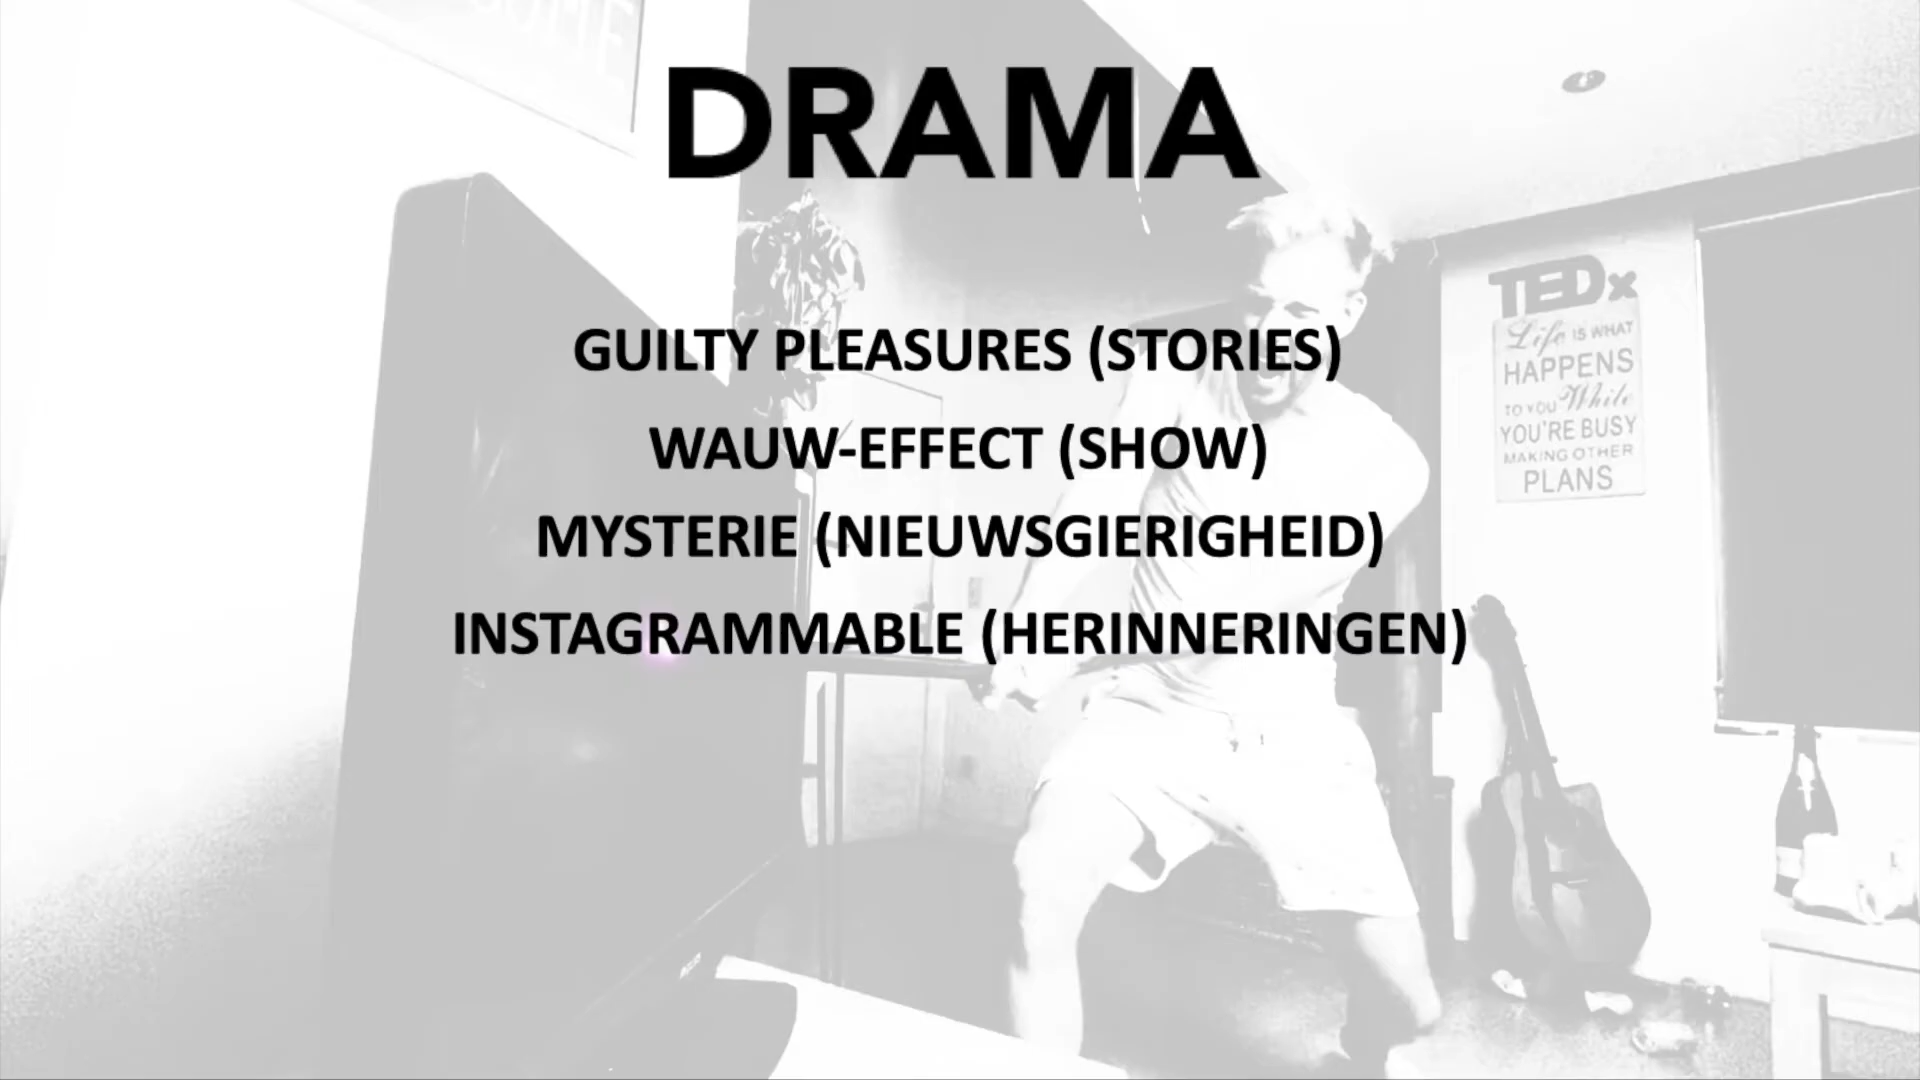 DRAMA
GUILTY PLEASURES (STORIES)
WAUW-EFFECT (SHOW)
MYSTERIE (NIEUWSGIERIGHEID)
INSTAGRAMMABLE (HERINNERINGEN)
TEDx
Life IS WHAT
HAPPENS
TO YOU While
YOU'RE BUSY
MAKING OTHER
PLANS